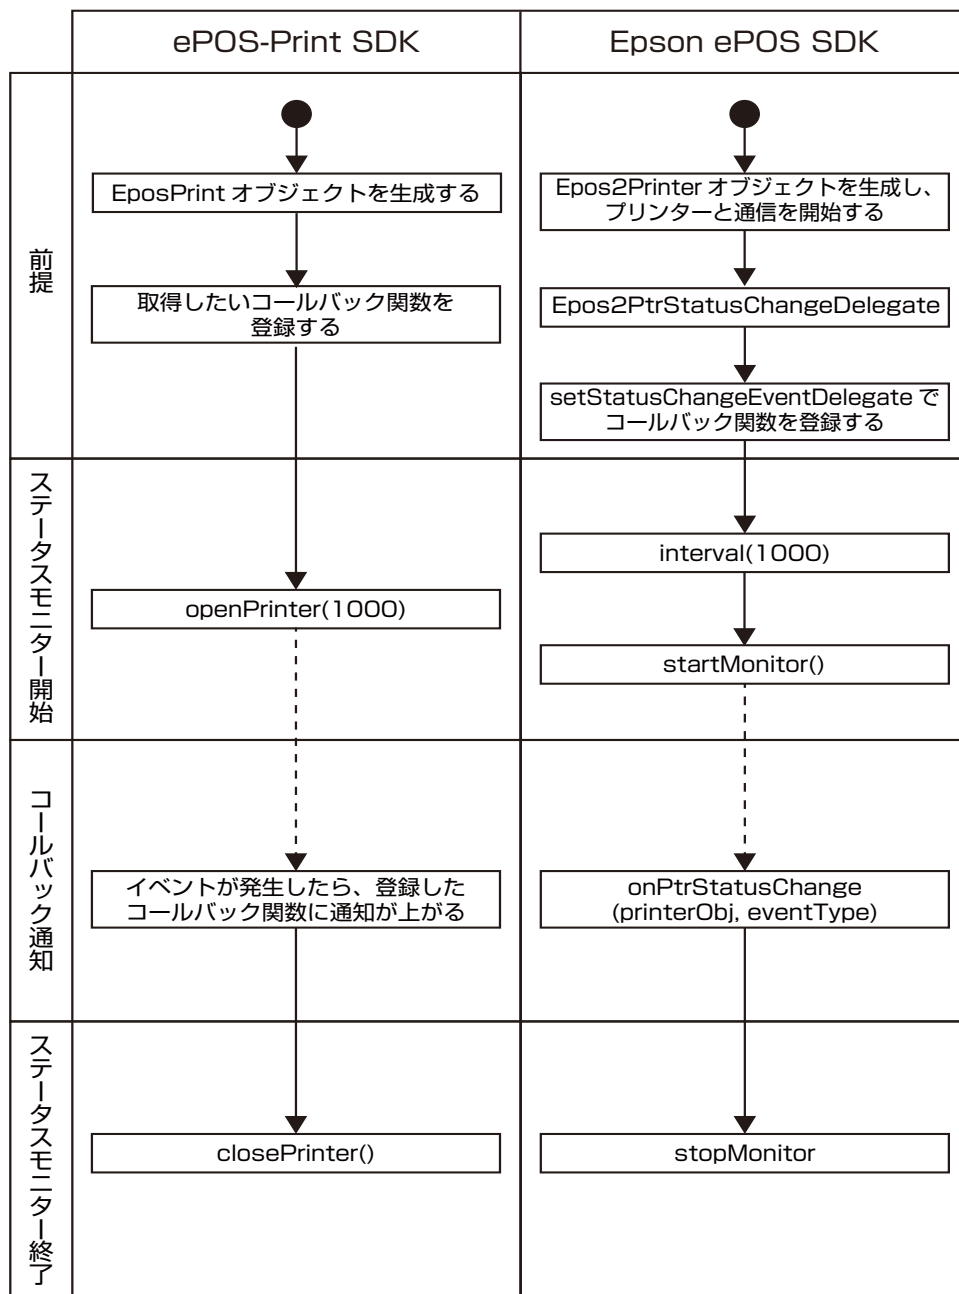 ePOS-Print SDK
Epson ePOS SDK
前提
EposPrint オブジェクトを生成する
取得したいコールバック関数を
登録する
Epos2Printer オブジェクトを生成し、
プリンターと通信を開始する
Epos2PtrStatusChangeDelegate
setStatusChangeEventDelegate で
コールバック関数を登録する
ステータスモニター開始
openPrinter(1000)
interval(1000)
startMonitor()
コールバック通知
イベントが発生したら、登録した
コールバック関数に通知が上がる
onPtrStatusChange
(printerObj, eventType)
ステータスモニター終了
closePrinter()
stopMonitor